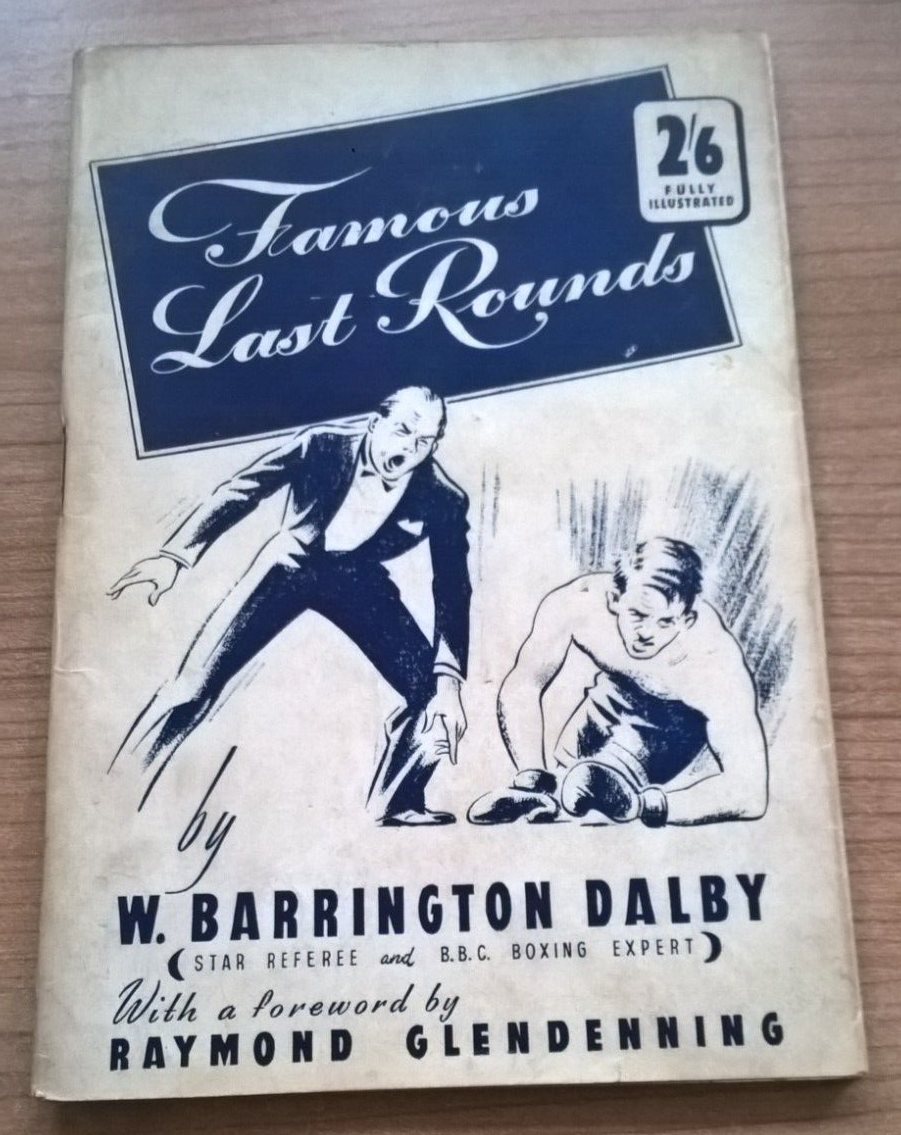 2/6
FULLY
ILLUSTRATED
Famous
Last Rounds
by
W. BARRINGTON DALBY
(STAR REFEREE and B.B.C. BOXING EXPERT)
With a foreword by
RAYMOND GLENDENNING